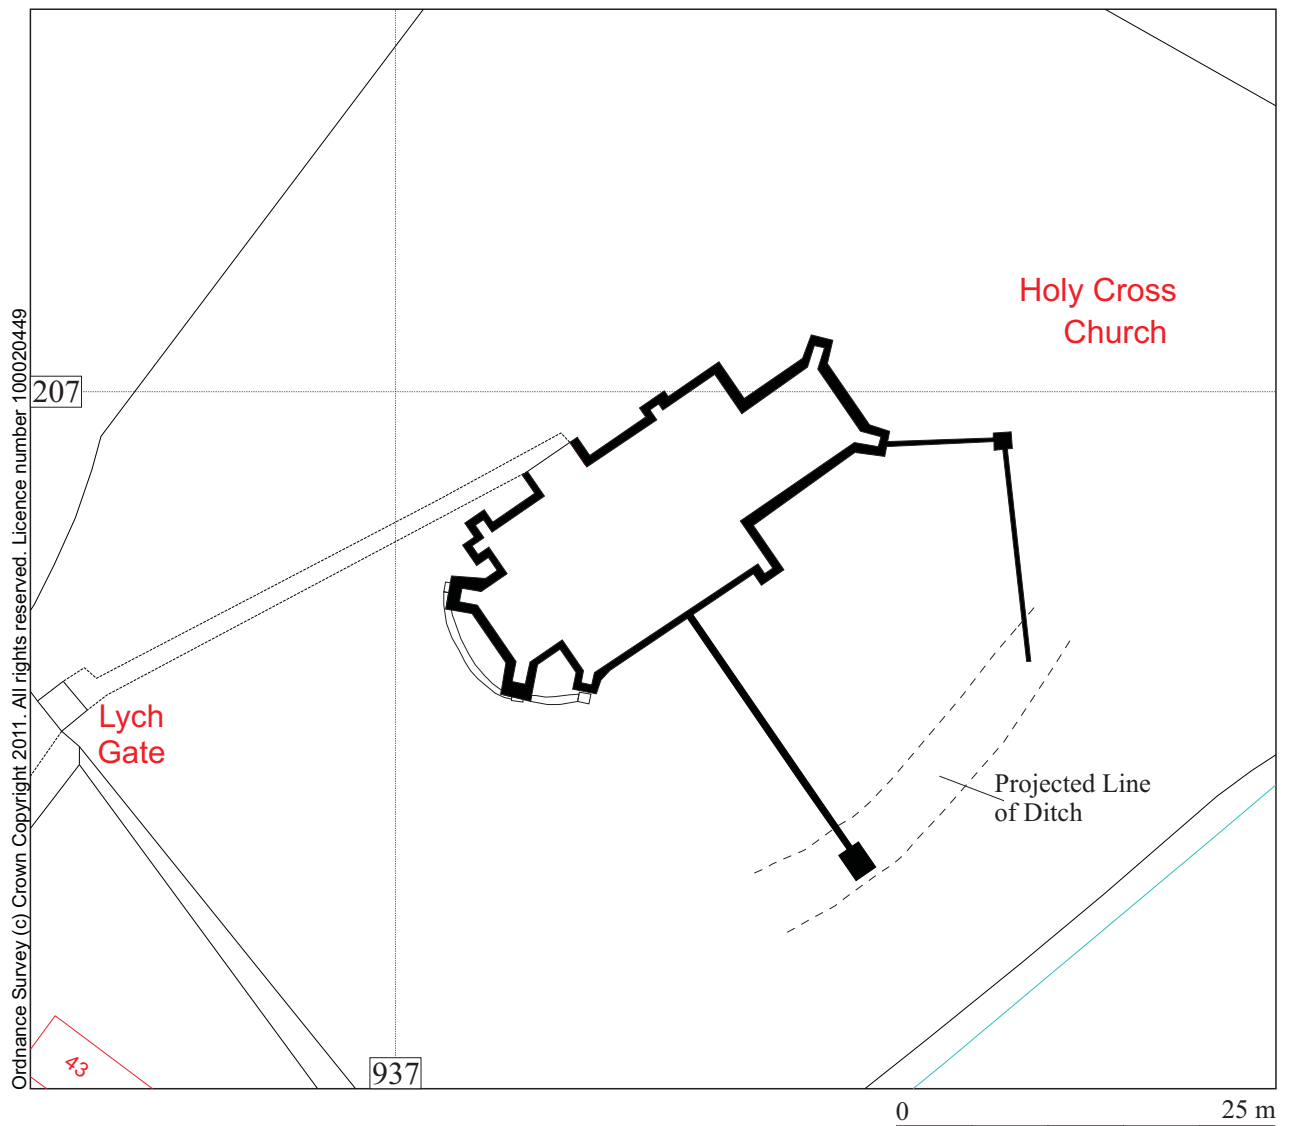 Ordnance Survey (c) Crown Copyright 2011. All rights reserved. Licence number 100020449
Holy Cross
Church
207
Lych
Gate
Projected Line
of Ditch
43
937
0 25 m